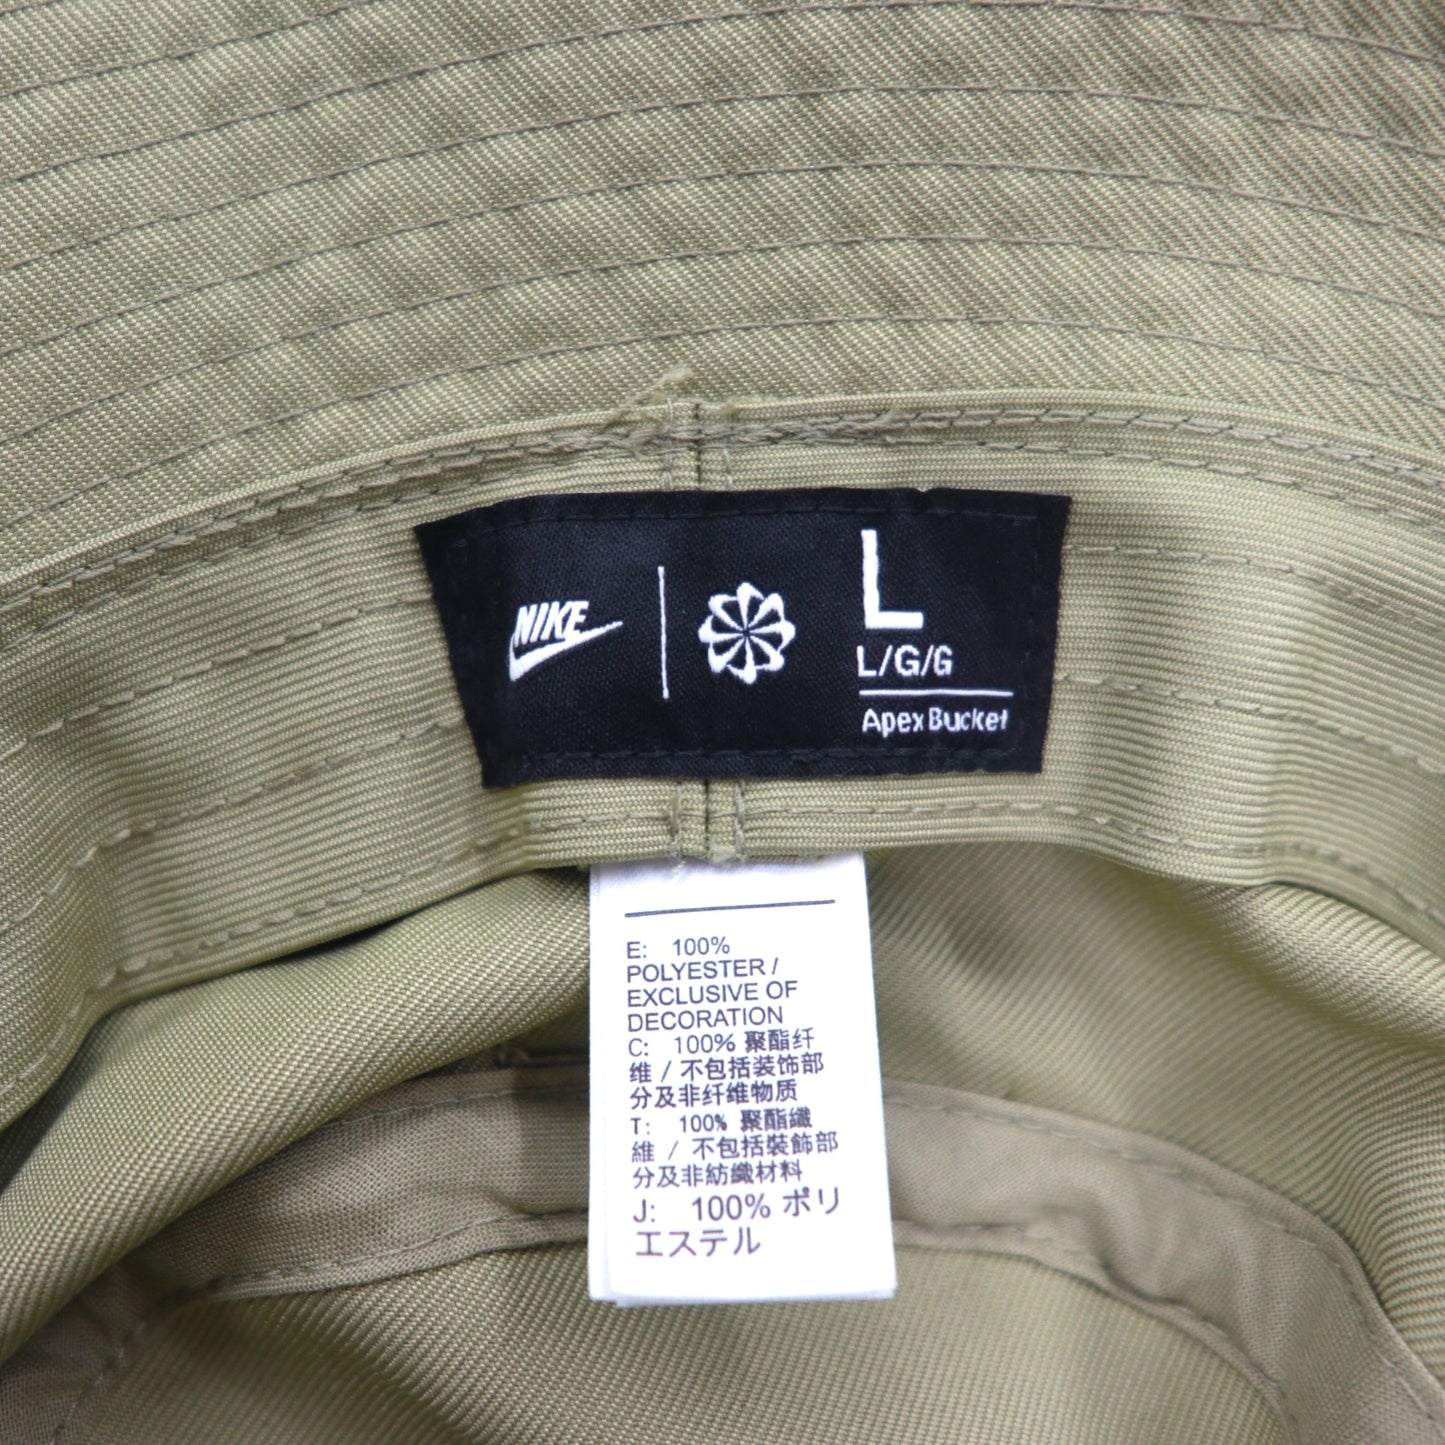 NIKE
L
L/G/G
Apex Bucket
E: 100%
POLYESTER /
EXCLUSIVE OF
DECORATION
C: 100% 聚酯纤
维 / 不包括装饰部
分及非纤维物质
T: 100% 聚酯纖
維 / 不包括裝飾部
分及非紡織材料
J: 100% ポリ
エステル